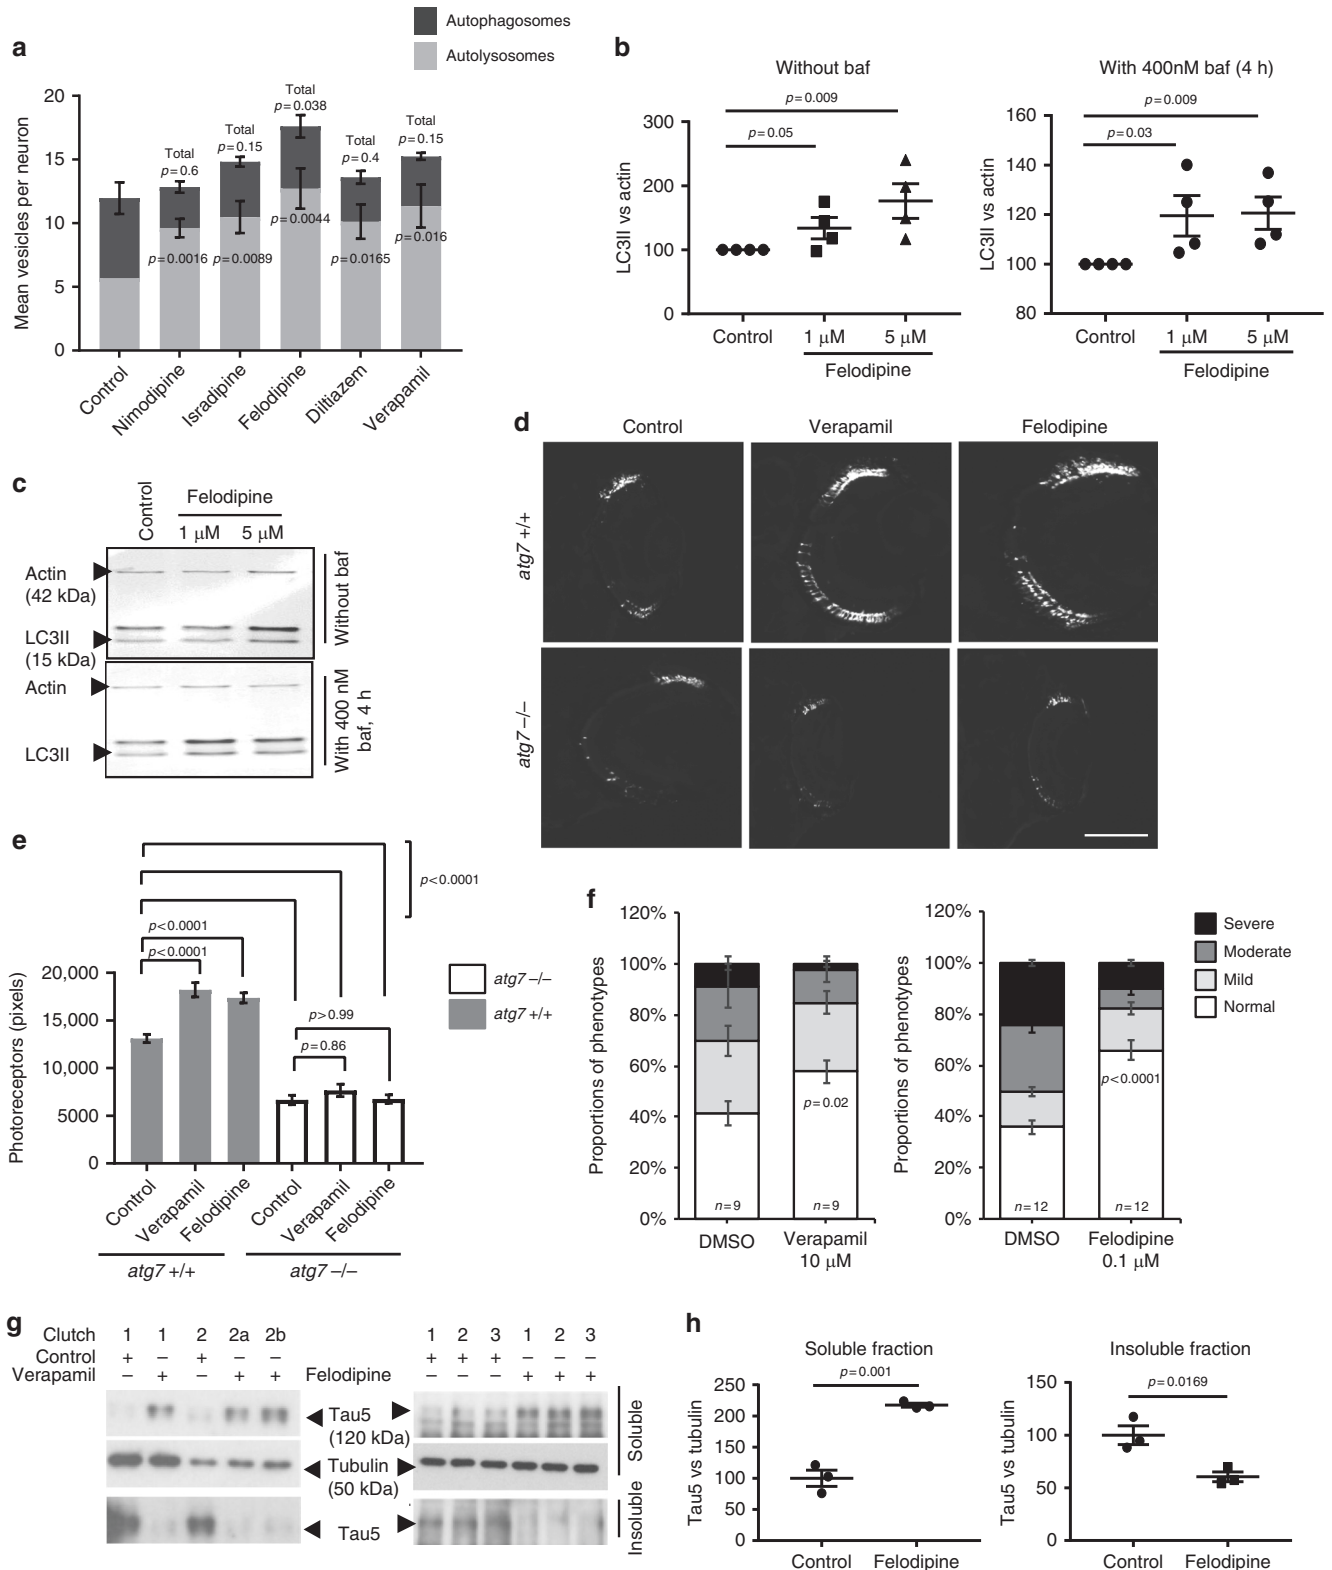 a
Autophagosomes
Autolysosomes
Mean vesicles per neuron
20
15
10
5
0
Total
p=0.6
Total
p=0.15
Total
p=0.038
Total
p=0.4
Total
p=0.15
p=0.0016
p=0.0089
p=0.0044
p=0.0165
p=0.016
Control
Nimodipine
Isradipine
Felodipine
Diltiazem
Verapamil
b
Without baf
LC3II vs actin
300
200
100
0
p=0.009
p=0.05
Control
1 μM
5 μM
Felodipine
With 400nM baf (4 h)
LC3II vs actin
160
140
120
100
80
p=0.009
p=0.03
Control
1 μM
5 μM
Felodipine
c
Control
Felodipine
1 μM
5 μM
Actin
(42 kDa)
LC3II
(15 kDa)
Without baf
Actin
LC3II
With 400 nM
baf, 4 h
d
Control
Verapamil
Felodipine
atg7 +/+
atg7 –/–
e
Photoreceptors (pixels)
20,000
15,000
10,000
5000
0
p<0.0001
p<0.0001
p<0.0001
p>0.99
p=0.86
atg7 –/–
atg7 +/+
Control
Verapamil
Felodipine
Control
Verapamil
Felodipine
atg7 +/+
atg7 –/–
f
Proportions of phenotypes
120%
100%
80%
60%
40%
20%
0%
p=0.02
n=9
n=9
DMSO
Verapamil
10 μM
Proportions of phenotypes
120%
100%
80%
60%
40%
20%
0%
p<0.0001
n=12
n=12
DMSO
Felodipine
0.1 μM
Severe
Moderate
Mild
Normal
g
Clutch 1 1 2 2a 2b
Control + – + – –
Verapamil – + – + +
1 2 3 1 2 3
+ + + – – –
Felodipine – – – + + +
Tau5
(120 kDa)
Tubulin
(50 kDa)
Tau5
Soluble
Insoluble
h
Soluble fraction
Tau5 vs tubulin
250
200
150
100
50
0
p=0.001
Control
Felodipine
Insoluble fraction
Tau5 vs tubulin
150
100
50
0
p=0.0169
Control
Felodipine